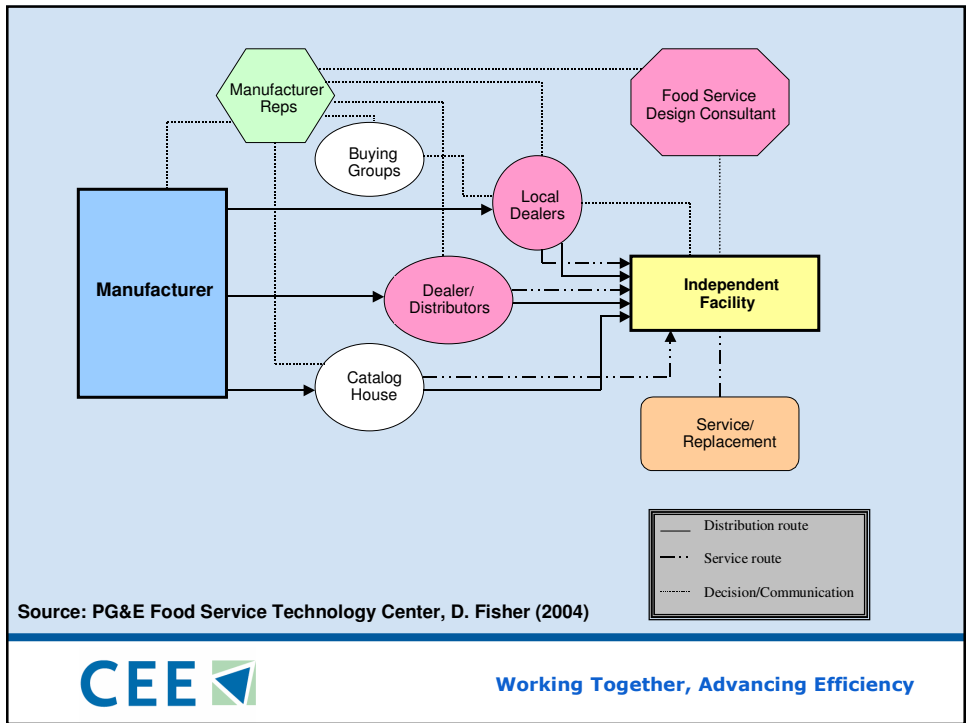 Manufacturer
Reps
Food Service
Design Consultant
Buying
Groups
Local
Dealers
Manufacturer
Dealer/
Distributors
Independent
Facility
Catalog
House
Service/
Replacement
Distribution route
Service route
Decision/Communication
Source: PG&E Food Service Technology Center, D. Fisher (2004)
CEE
Working Together, Advancing Efficiency